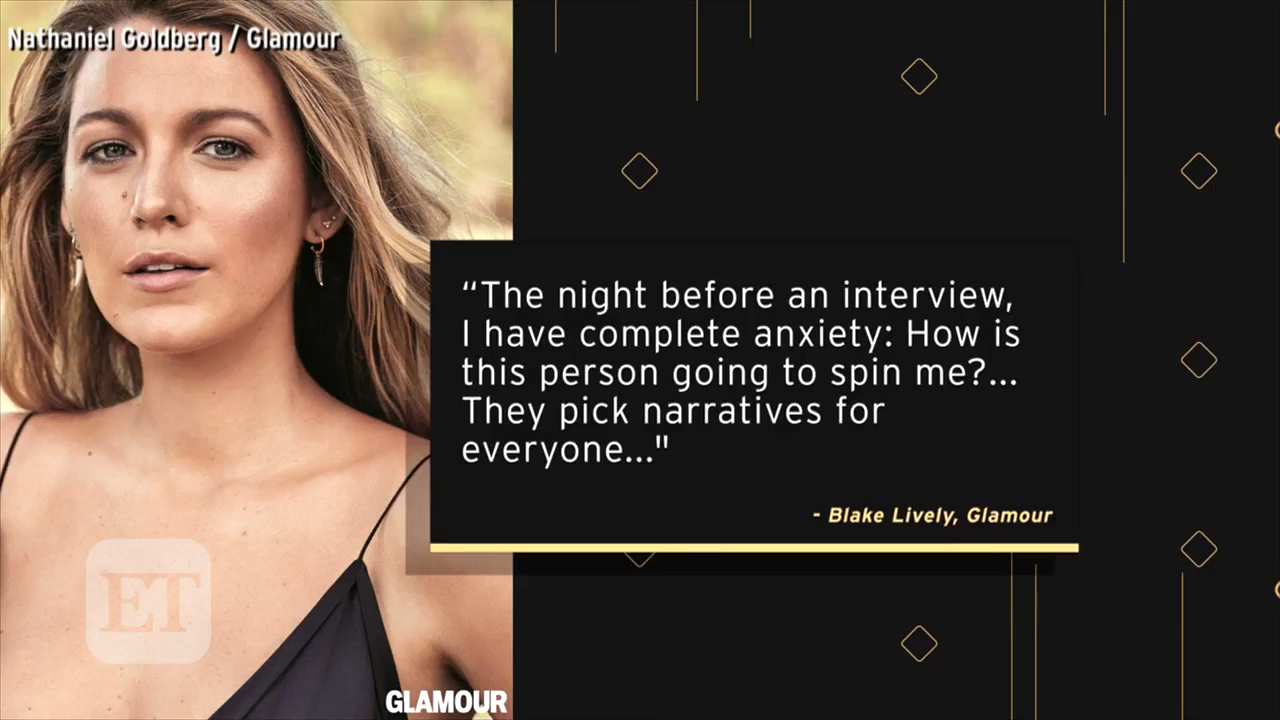 Nathaniel Goldberg / Glamour
“The night before an interview,
I have complete anxiety: How is
this person going to spin me?...
They pick narratives for
everyone..."
- Blake Lively, Glamour
ET
GLAMOUR